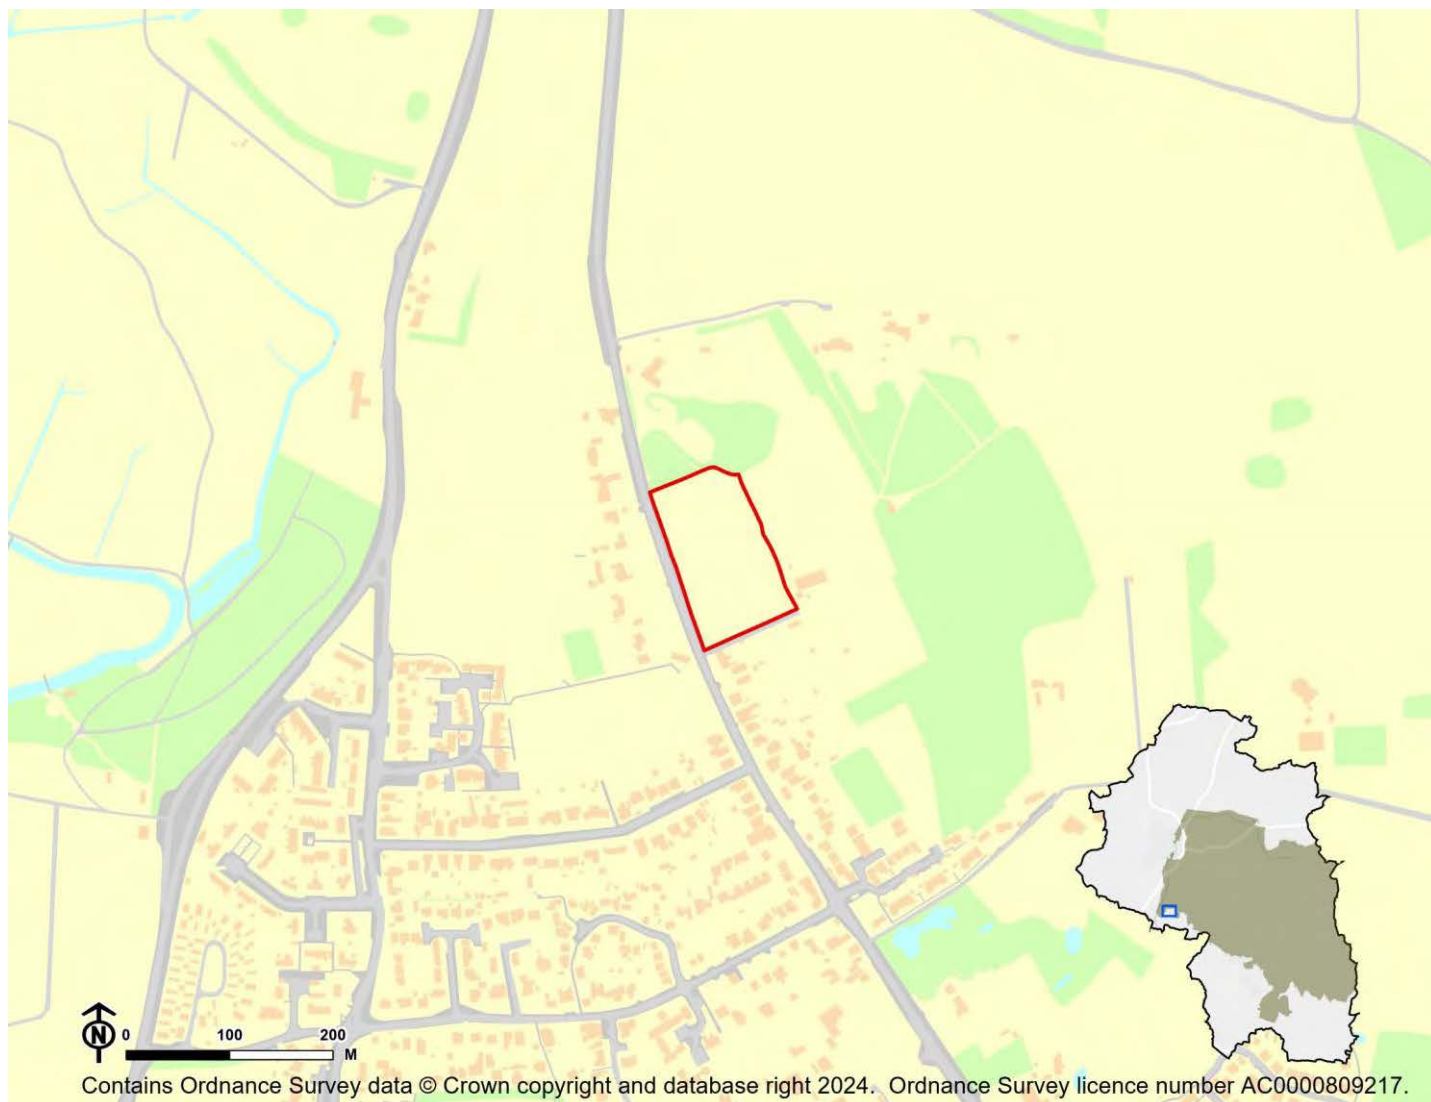 N
0 100 200
M
Contains Ordnance Survey data © Crown copyright and database right 2024. Ordnance Survey licence number AC0000809217.